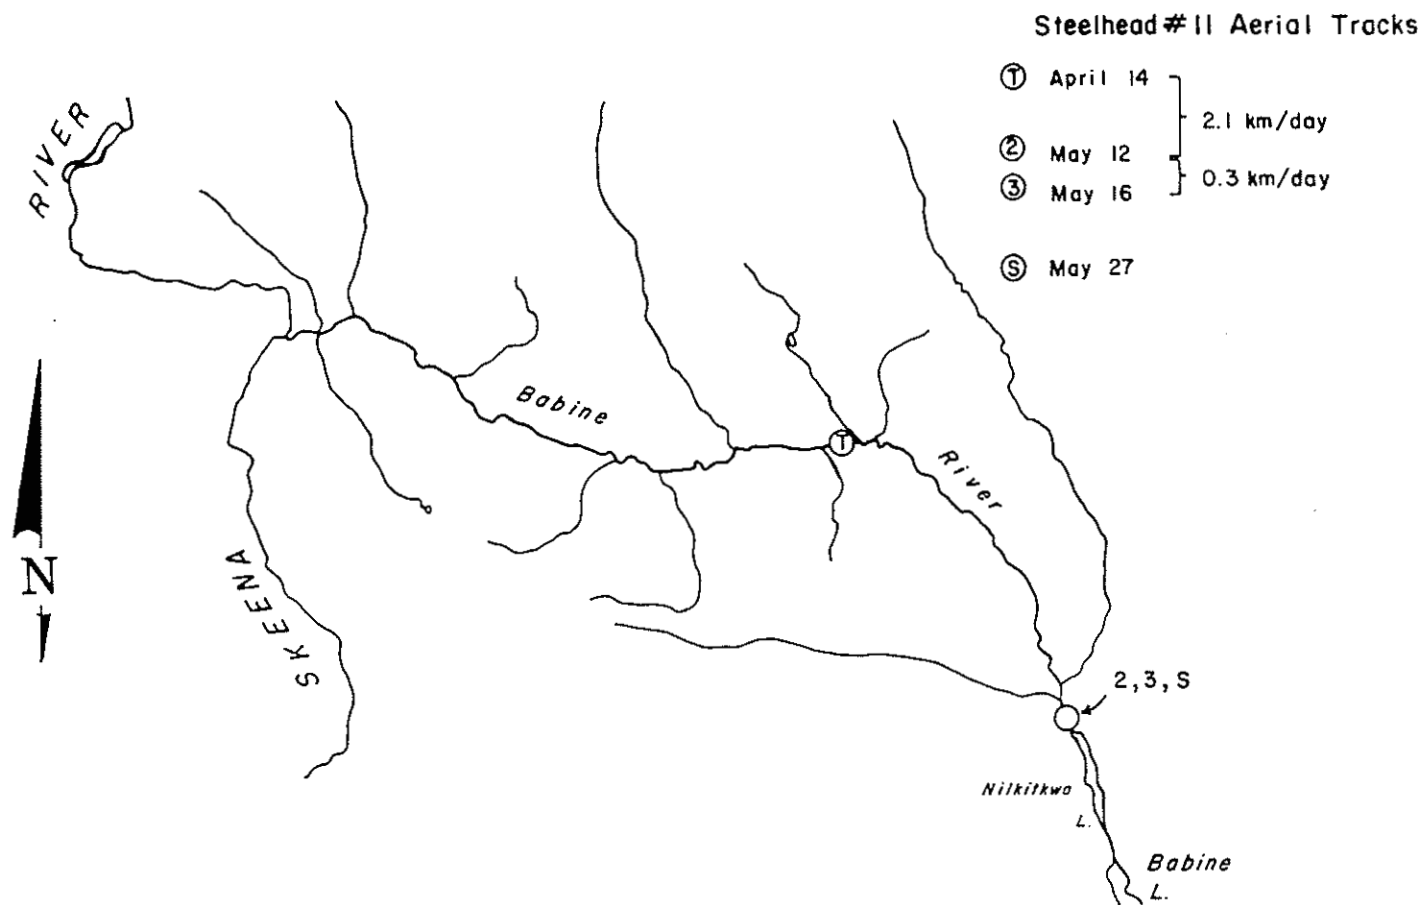 Steelhead #11 Aerial Tracks
T April 14
2.1 km/day
2 May 12
0.3 km/day
3 May 16
S May 27
RIVER
Babine
T
River
N
SKEENA
2,3,S
Nilkitkwa
L.
Babine
L.